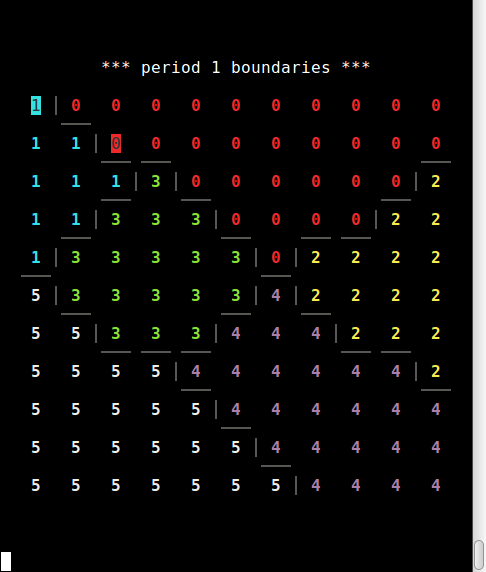 *** period 1 boundaries ***
1 | 0 0 0 0 0 0 0 0 0 0
1 1 | 0 0 0 0 0 0 0 0 0
1 1 1 | 3 | 0 0 0 0 0 0 | 2
1 1 | 3 3 3 | 0 0 0 0 | 2 2
1 | 3 3 3 3 3 | 0 | 2 2 2 2
5 | 3 3 3 3 3 | 4 | 2 2 2 2
5 5 | 3 3 3 | 4 4 4 | 2 2 2
5 5 5 5 | 4 4 4 4 4 4 | 2
5 5 5 5 5 | 4 4 4 4 4 4
5 5 5 5 5 5 | 4 4 4 4 4
5 5 5 5 5 5 5 | 4 4 4 4